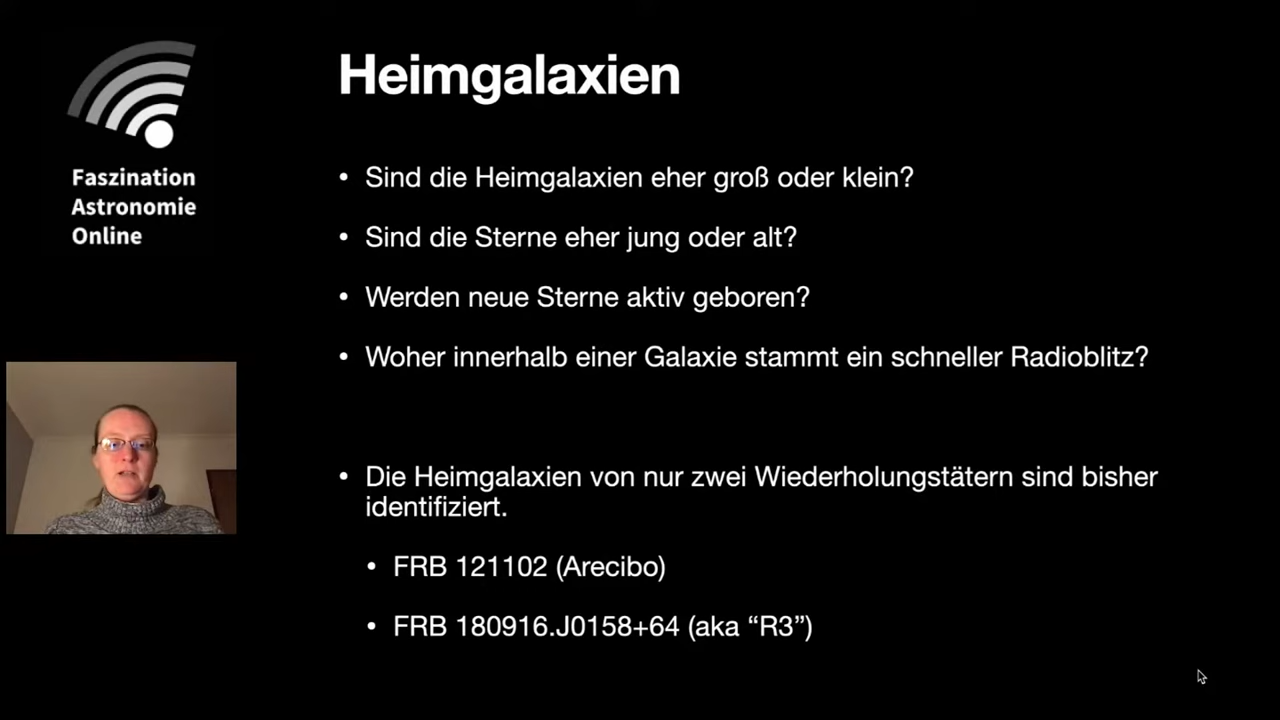 Heimgalaxien
Faszination
Astronomie
Online
• Sind die Heimgalaxien eher groß oder klein?
• Sind die Sterne eher jung oder alt?
• Werden neue Sterne aktiv geboren?
• Woher innerhalb einer Galaxie stammt ein schneller Radioblitz?
• Die Heimgalaxien von nur zwei Wiederholungstätern sind bisher
identifiziert.
• FRB 121102 (Arecibo)
• FRB 180916.J0158+64 (aka “R3”)